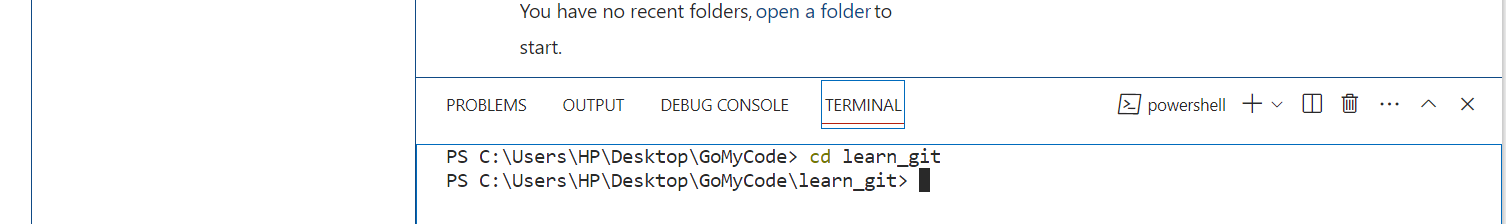 You have no recent folders, open a folder to
start.
PROBLEMS OUTPUT DEBUG CONSOLE TERMINAL powershell
PS C:\Users\HP\Desktop\GoMyCode> cd learn_git
PS C:\Users\HP\Desktop\GoMyCode\learn_git>